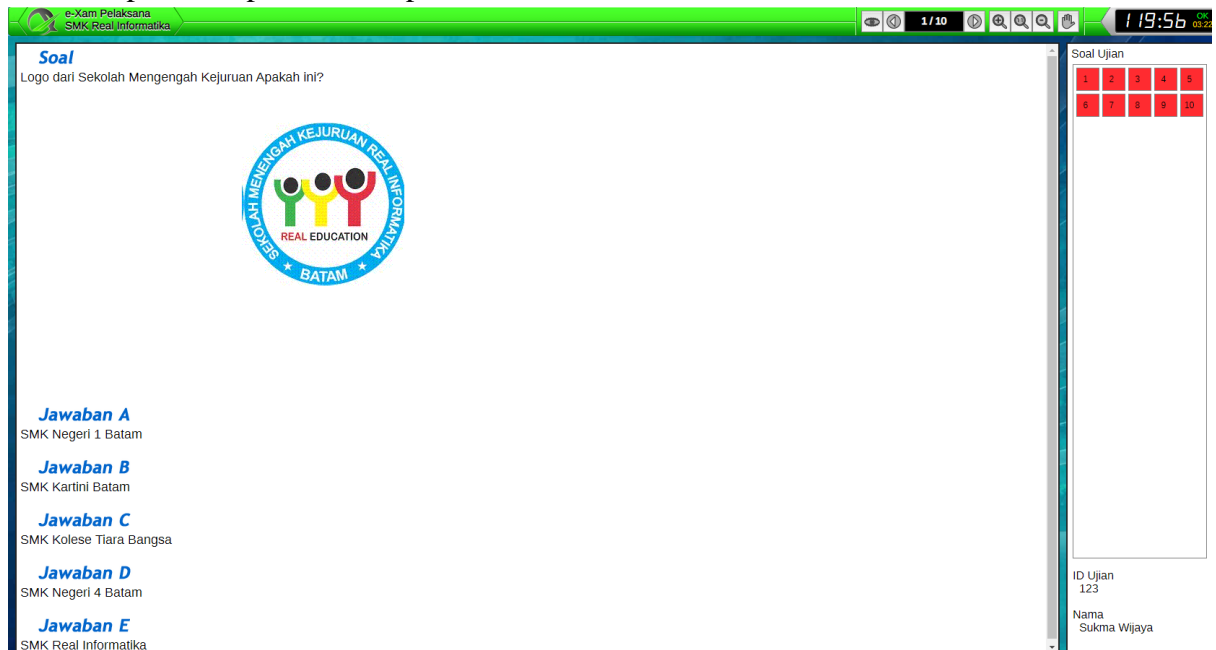 e-Xam Pelaksana
SMK Real Informatika
1/10
119:56
OK
03:22
Soal
Logo dari Sekolah Mengengah Kejuruan Apakah ini?
SEKOLAH MENENGAH KEJURUAN REAL INFORMATIKA
REAL EDUCATION
* BATAM *
Jawaban A
SMK Negeri 1 Batam
Jawaban B
SMK Kartini Batam
Jawaban C
SMK Kolese Tiara Bangsa
Jawaban D
SMK Negeri 4 Batam
Jawaban E
SMK Real Informatika
Soal Ujian
1 2 3 4 5
6 7 8 9 10
ID Ujian
123
Nama
Sukma Wijaya